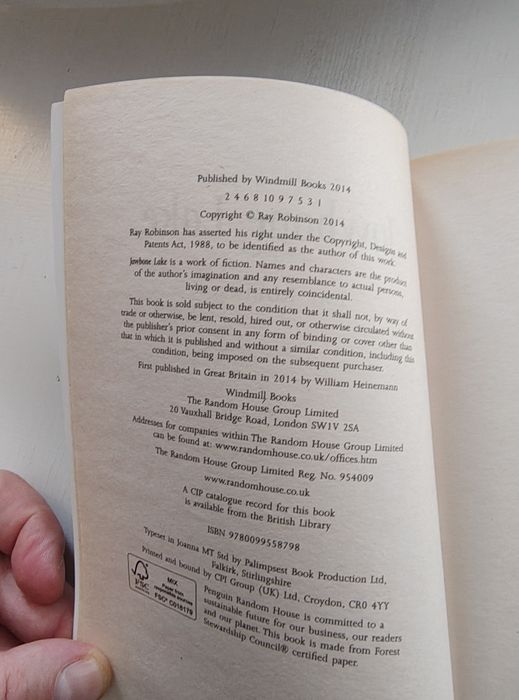 Published by Windmill Books 2014
2 4 6 8 10 9 7 5 3 1
Copyright © Ray Robinson 2014
Ray Robinson has asserted his right under the Copyright, Designs and
Patents Act, 1988, to be identified as the author of this work
Jawbone Lake is a work of fiction. Names and characters are the product
of the author's imagination and any resemblance to actual persons,
living or dead, is entirely coincidental.
This book is sold subject to the condition that it shall not, by way of
trade or otherwise, be lent, resold, hired out, or otherwise circulated without
the publisher's prior consent in any form of binding or cover other than
that in which it is published and without a similar condition, including this
condition, being imposed on the subsequent purchaser.
First published in Great Britain in 2014 by William Heinemann
Windmill Books
The Random House Group Limited
20 Vauxhall Bridge Road, London SW1V 2SA
Addresses for companies within The Random House Group Limited
can be found at: www.randomhouse.co.uk/offices.htm
The Random House Group Limited Reg. No. 954009
www.randomhouse.co.uk
A CIP catalogue record for this book
is available from the British Library
ISBN 9780099558798
Typeset in Joanna MT Std by Palimpsest Book Production Ltd,
Falkirk, Stirlingshire
Printed and bound by CPI Group (UK) Ltd, Croydon, CR0 4YY
FSC
MIX
Paper from
responsible sources
FSC® C016179
Penguin Random House is committed to a
sustainable future for our business, our readers
and our planet. This book is made from Forest
Stewardship Council® certified paper.